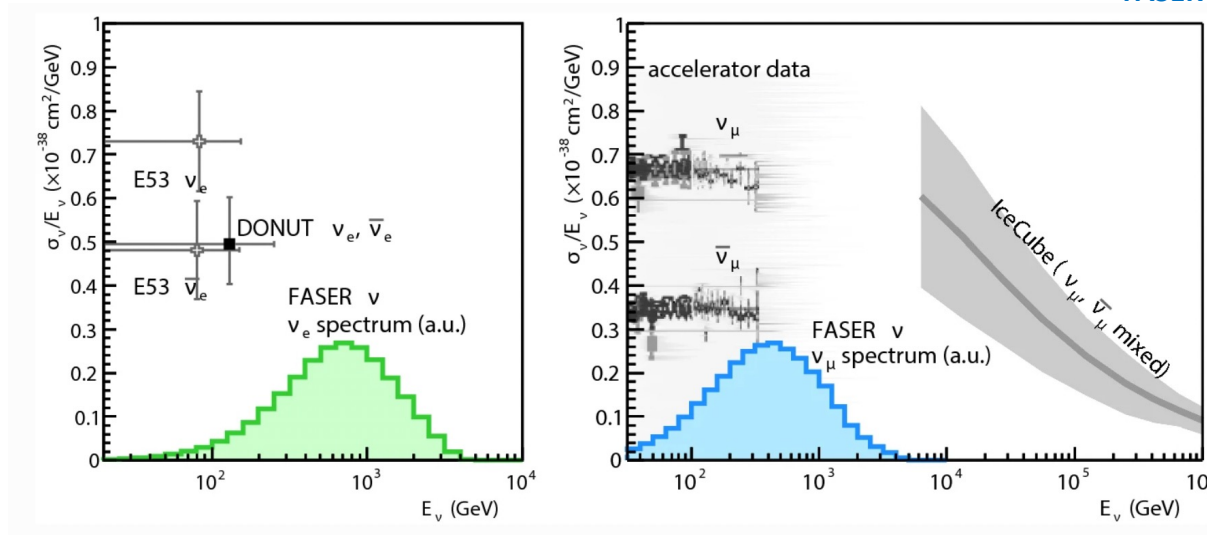 1
0.9
0.8
0.7
0.6
0.5
0.4
0.3
0.2
0.1
0
σν/Eν (×10⁻³⁸ cm²/GeV)
E53 νe
DONUT νe, ν̅e
E53 ν̅e
FASER ν
νe spectrum (a.u.)
10² 10³ 10⁴
Eν (GeV)
1
0.9
0.8
0.7
0.6
0.5
0.4
0.3
0.2
0.1
0
σν/Eν (×10⁻³⁸ cm²/GeV)
accelerator data
νμ
ν̅μ
FASER ν
νμ spectrum (a.u.)
IceCube ( νμ, ν̅μ mixed)
10² 10³ 10⁴ 10⁵
Eν (GeV)